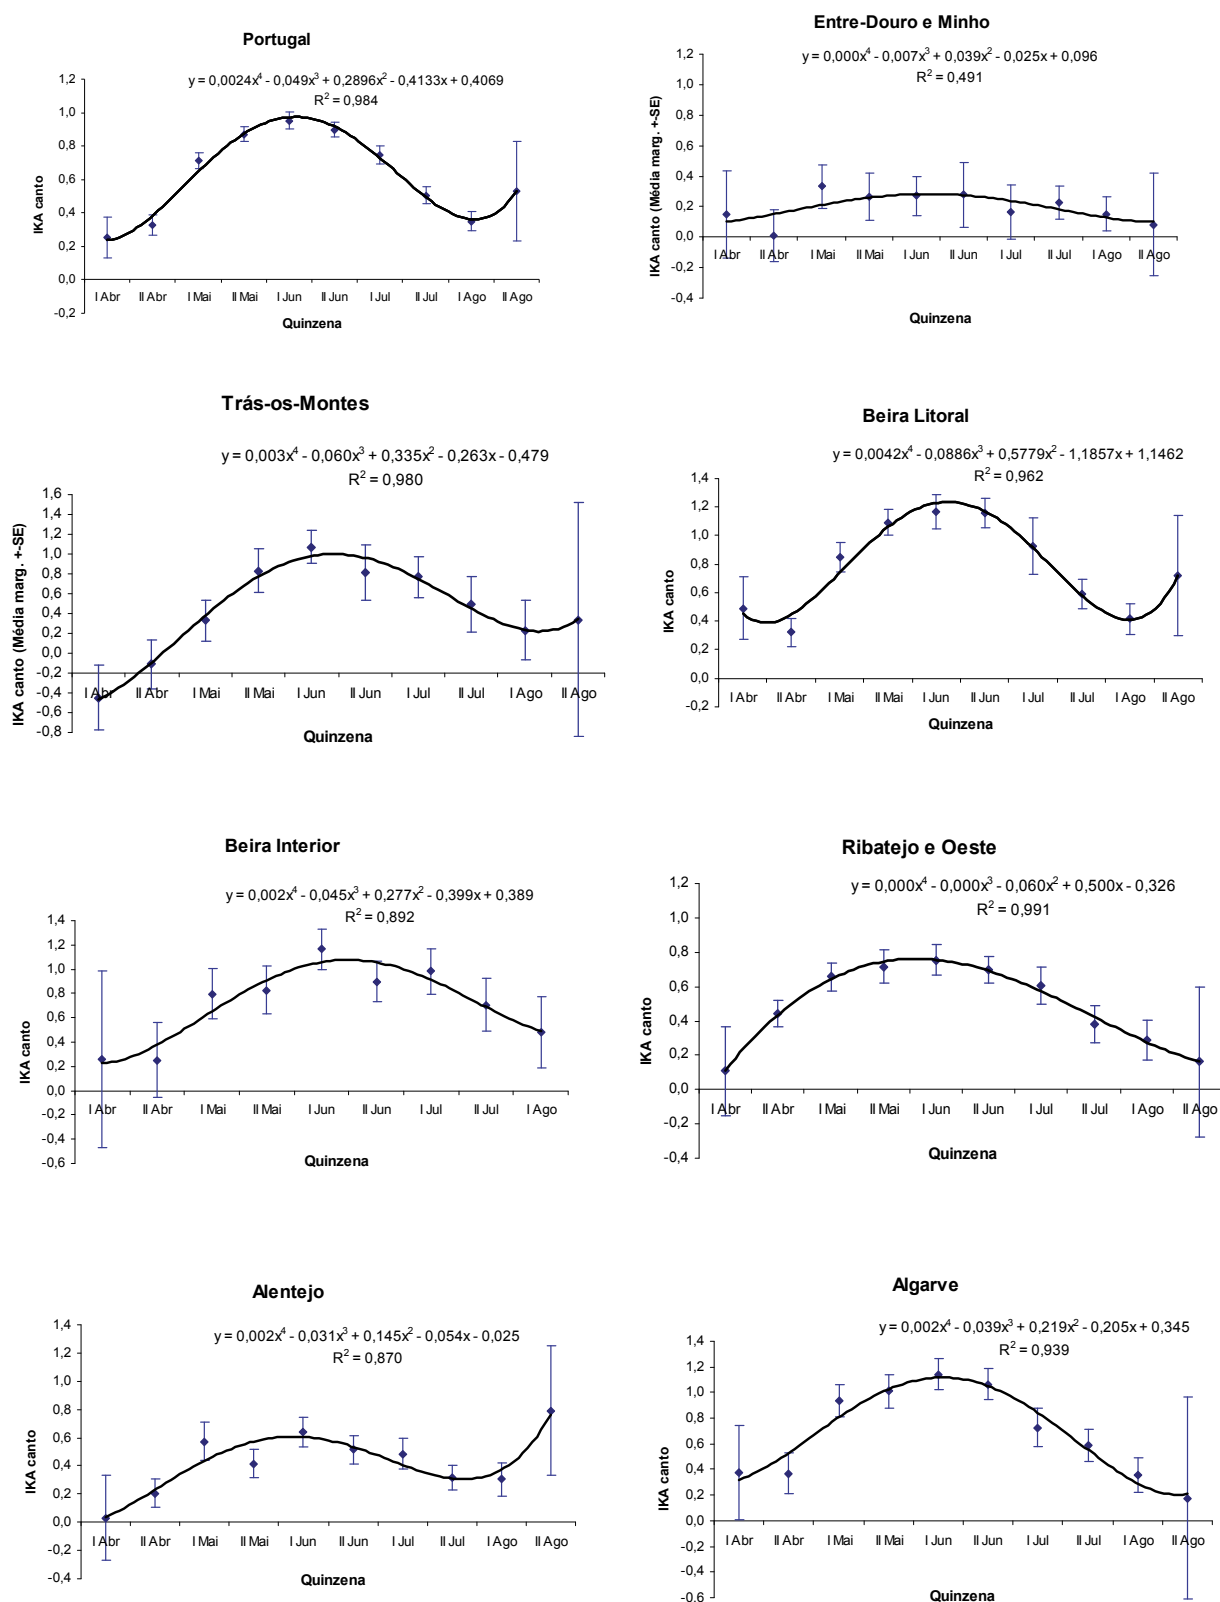 Portugal
y = 0,0024x⁴ - 0,049x³ + 0,2896x² - 0,4133x + 0,4069
R² = 0,984
IKA canto
1,2
1,0
0,8
0,6
0,4
0,2
0,0
-0,2
I Abr II Abr I Mai II Mai I Jun II Jun I Jul II Jul I Ago II Ago
Quinzena
Entre-Douro e Minho
y = 0,000x⁴ - 0,007x³ + 0,039x² - 0,025x + 0,096
R² = 0,491
IKA canto (Média marg. +-SE)
1,2
1,0
0,8
0,6
0,4
0,2
0,0
-0,2
-0,4
I Abr II Abr I Mai II Mai I Jun II Jun I Jul II Jul I Ago II Ago
Quinzena
Trás-os-Montes
y = 0,003x⁴ - 0,060x³ + 0,335x² - 0,263x - 0,479
R² = 0,980
IKA canto (Média marg. +-SE)
1,6
1,4
1,2
1,0
0,8
0,6
0,4
0,2
0,0
-0,2
-0,4
-0,6
-0,8
I Abr II Abr I Mai II Mai I Jun II Jun I Jul II Jul I Ago II Ago
Quinzena
Beira Litoral
y = 0,0042x⁴ - 0,0886x³ + 0,5779x² - 1,1857x + 1,1462
R² = 0,962
IKA canto
1,4
1,2
1,0
0,8
0,6
0,4
0,2
0,0
-0,2
I Abr II Abr I Mai II Mai I Jun II Jun I Jul II Jul I Ago II Ago
Quinzena
Beira Interior
y = 0,002x⁴ - 0,045x³ + 0,277x² - 0,399x + 0,389
R² = 0,892
IKA canto
1,4
1,2
1,0
0,8
0,6
0,4
0,2
0,0
-0,2
-0,4
-0,6
I Abr II Abr I Mai II Mai I Jun II Jun I Jul II Jul I Ago
Quinzena
Ribatejo e Oeste
y = 0,000x⁴ - 0,000x³ - 0,060x² + 0,500x - 0,326
R² = 0,991
IKA canto
1,2
1,0
0,8
0,6
0,4
0,2
0,0
-0,2
-0,4
I Abr II Abr I Mai II Mai I Jun II Jun I Jul II Jul I Ago II Ago
Quinzena
Alentejo
y = 0,002x⁴ - 0,031x³ + 0,145x² - 0,054x - 0,025
R² = 0,870
IKA canto
1,4
1,2
1,0
0,8
0,6
0,4
0,2
0,0
-0,2
-0,4
I Abr II Abr I Mai II Mai I Jun II Jun I Jul II Jul I Ago II Ago
Quinzena
Algarve
y = 0,002x⁴ - 0,039x³ + 0,219x² - 0,205x + 0,345
R² = 0,939
IKA canto
1,4
1,2
1,0
0,8
0,6
0,4
0,2
0,0
-0,2
-0,4
-0,6
I Abr II Abr I Mai II Mai I Jun II Jun I Jul II Jul I Ago II Ago
Quinzena